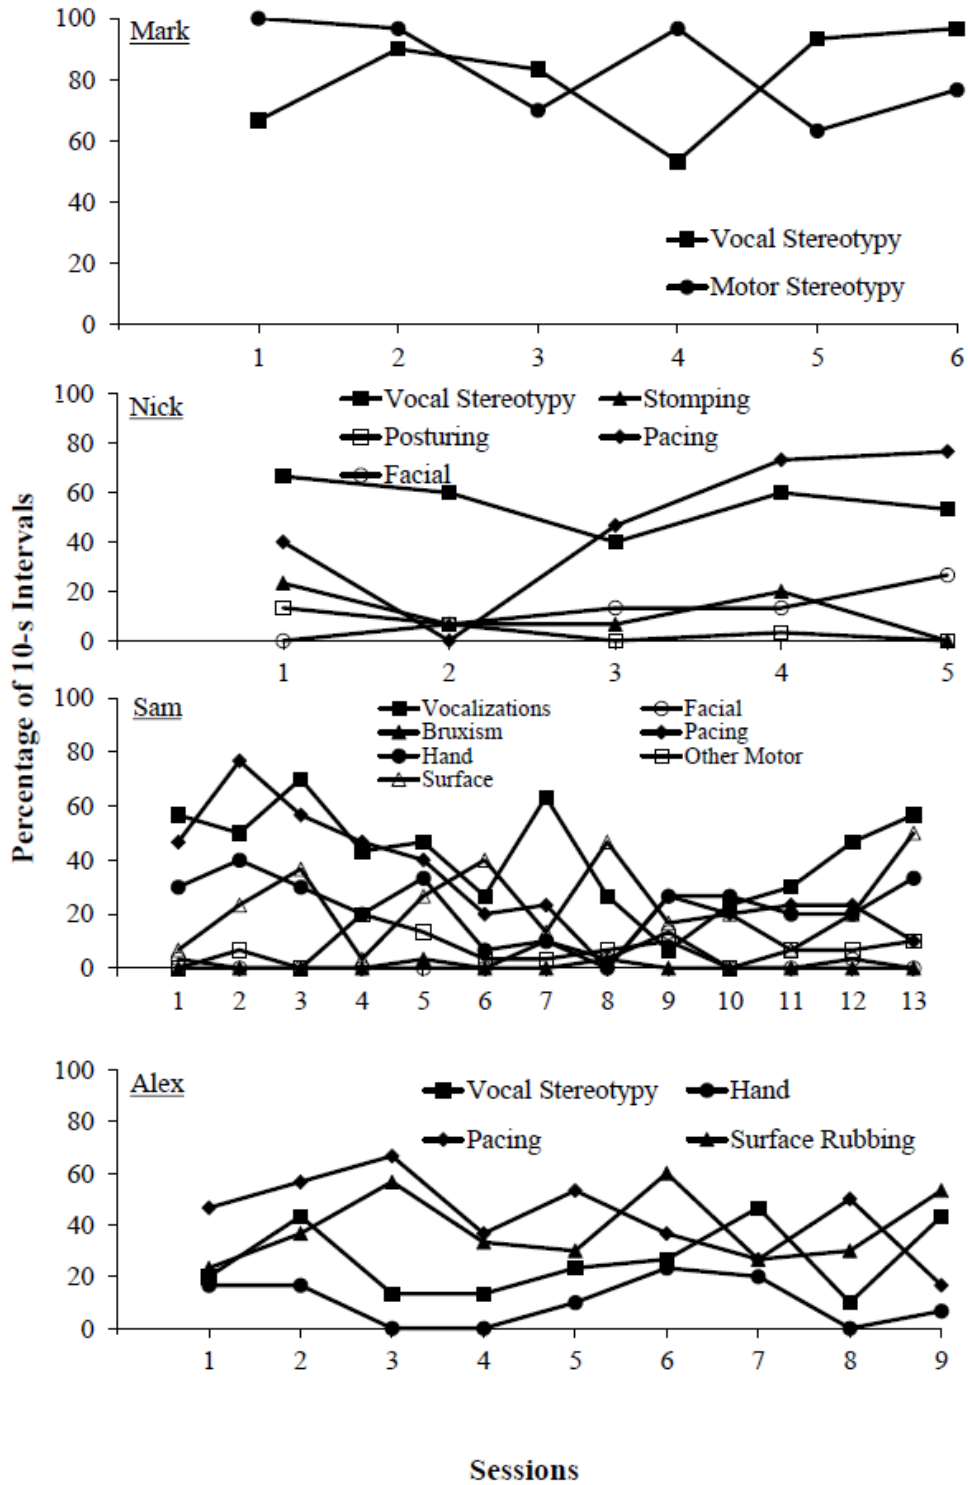 Percentage of 10-s Intervals
100
80
60
40
20
0
Mark
Vocal Stereotypy
Motor Stereotypy
1 2 3 4 5 6
100
80
60
40
20
0
Nick
Vocal Stereotypy Stomping
Posturing Pacing
Facial
1 2 3 4 5
100
80
60
40
20
0
Sam
Vocalizations Facial
Bruxism Pacing
Hand Other Motor
Surface
1 2 3 4 5 6 7 8 9 10 11 12 13
100
80
60
40
20
0
Alex
Vocal Stereotypy Hand
Pacing Surface Rubbing
1 2 3 4 5 6 7 8 9
Sessions